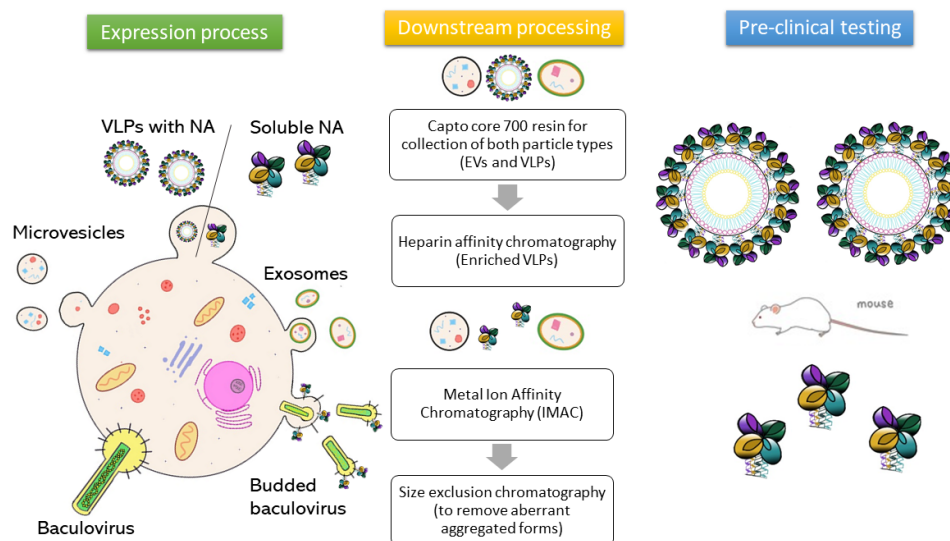 Expression process
Downstream processing
Pre-clinical testing
VLPs with NA
Soluble NA
Microvesicles
Exosomes
Baculovirus
Budded
baculovirus
Capto core 700 resin for
collection of both particle types
(EVs and VLPs)
Heparin affinity chromatography
(Enriched VLPs)
Metal Ion Affinity
Chromatography (IMAC)
Size exclusion chromatography
(to remove aberrant
aggregated forms)
mouse